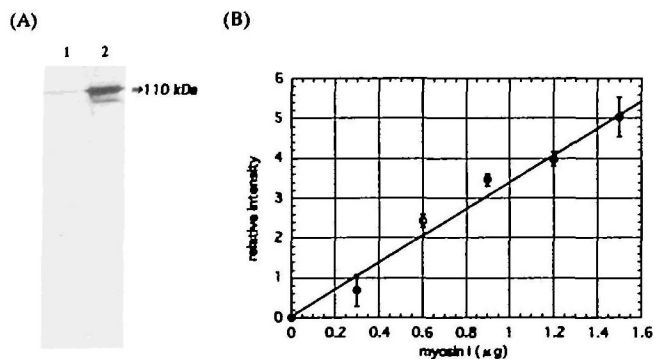 (A)
1 2
→110 kDa
(B)
relative intensity
6
5
4
3
2
1
0
0 0.2 0.4 0.6 0.8 1 1.2 1.4 1.6
myosin I (μg)